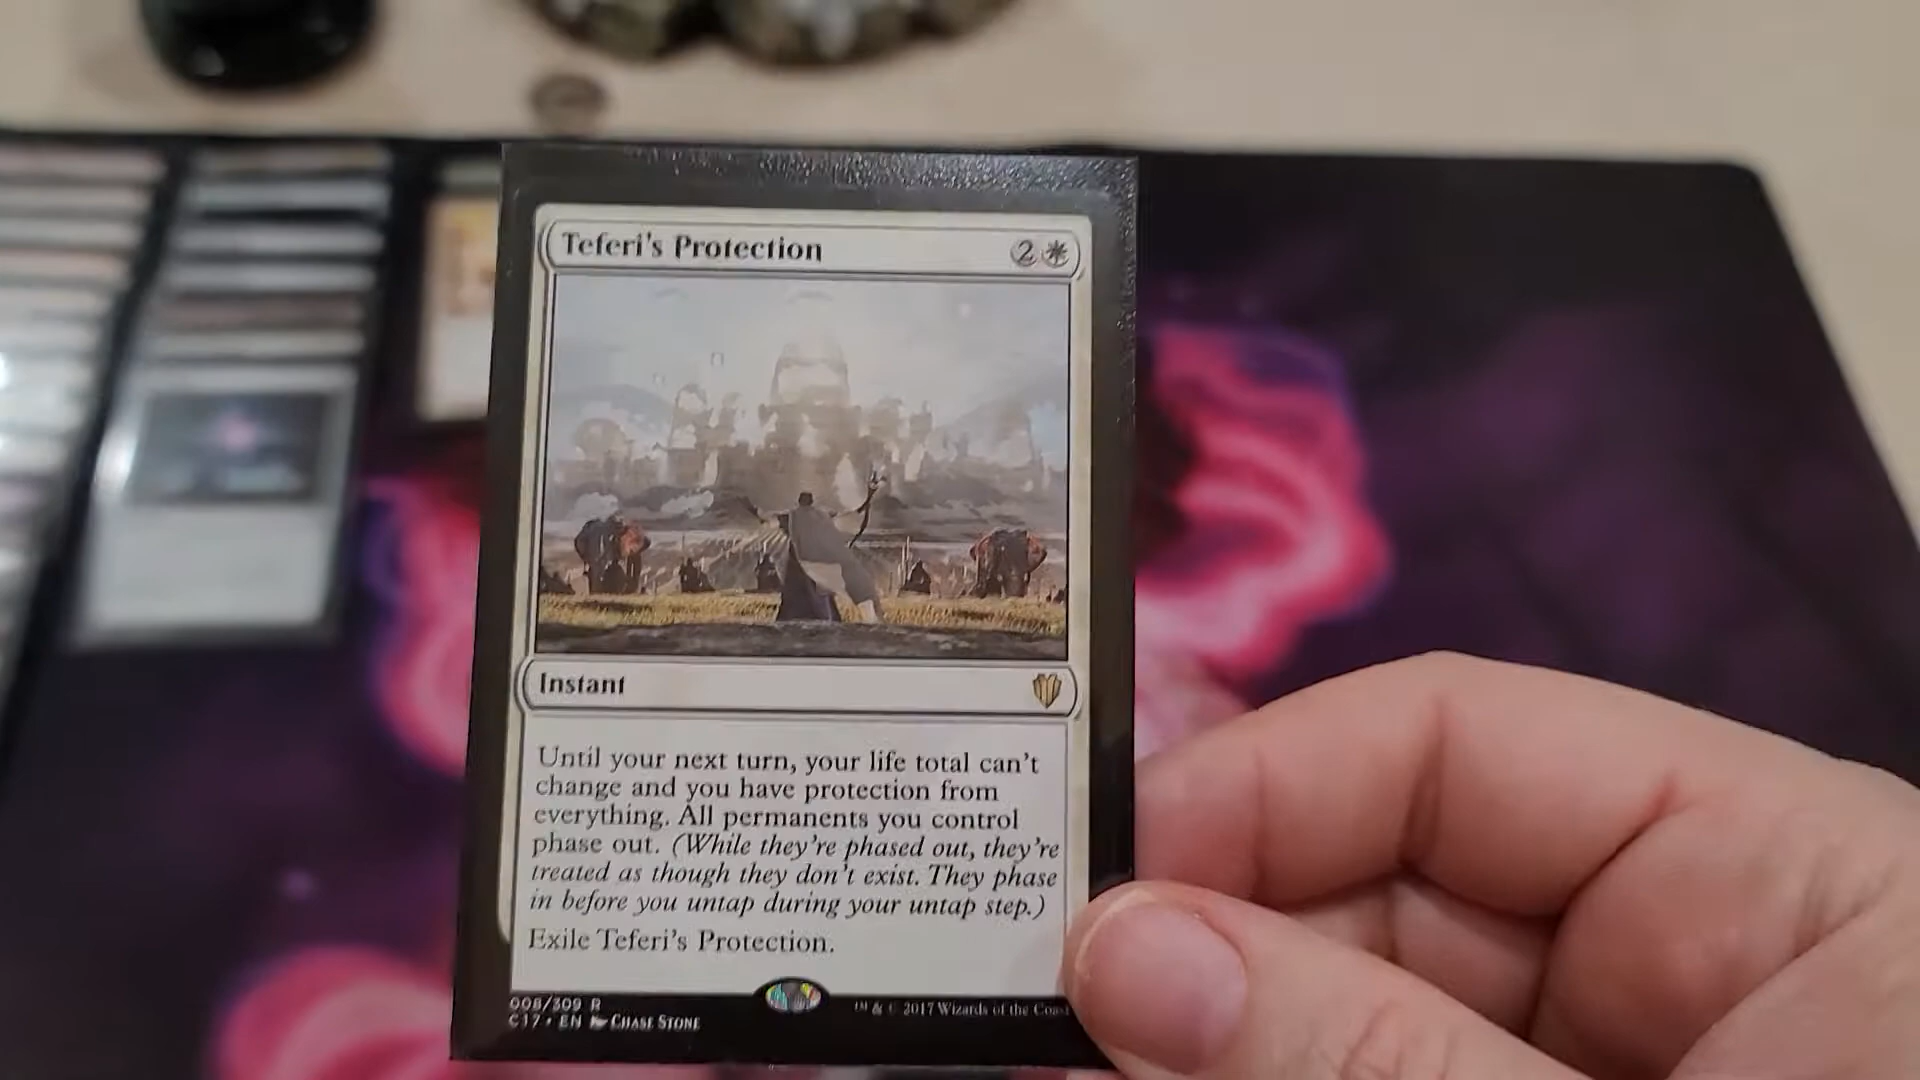 Teferi's Protection 2
Instant
Until your next turn, your life total can't
change and you have protection from
everything. All permanents you control
phase out. (While they're phased out, they're
treated as though they don't exist. They phase
in before you untap during your untap step.)
Exile Teferi's Protection.
008/309 R
C17 • EN Chase Stone
™ & © 2017 Wizards of the Coast